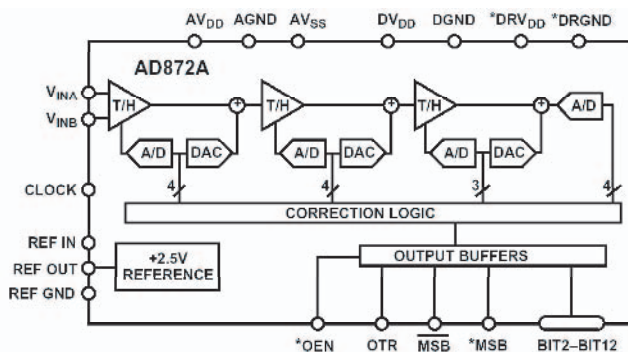 AVDD AGND AVSS DVDD DGND *DRVDD *DRGND
AD872A
VINA
VINB
T/H + T/H + T/H + A/D
A/D DAC A/D DAC A/D DAC
4 4 3 4
CLOCK
CORRECTION LOGIC
REF IN
REF OUT
REF GND
+2.5V
REFERENCE
OUTPUT BUFFERS
*OEN OTR MSB *MSB BIT2–BIT12